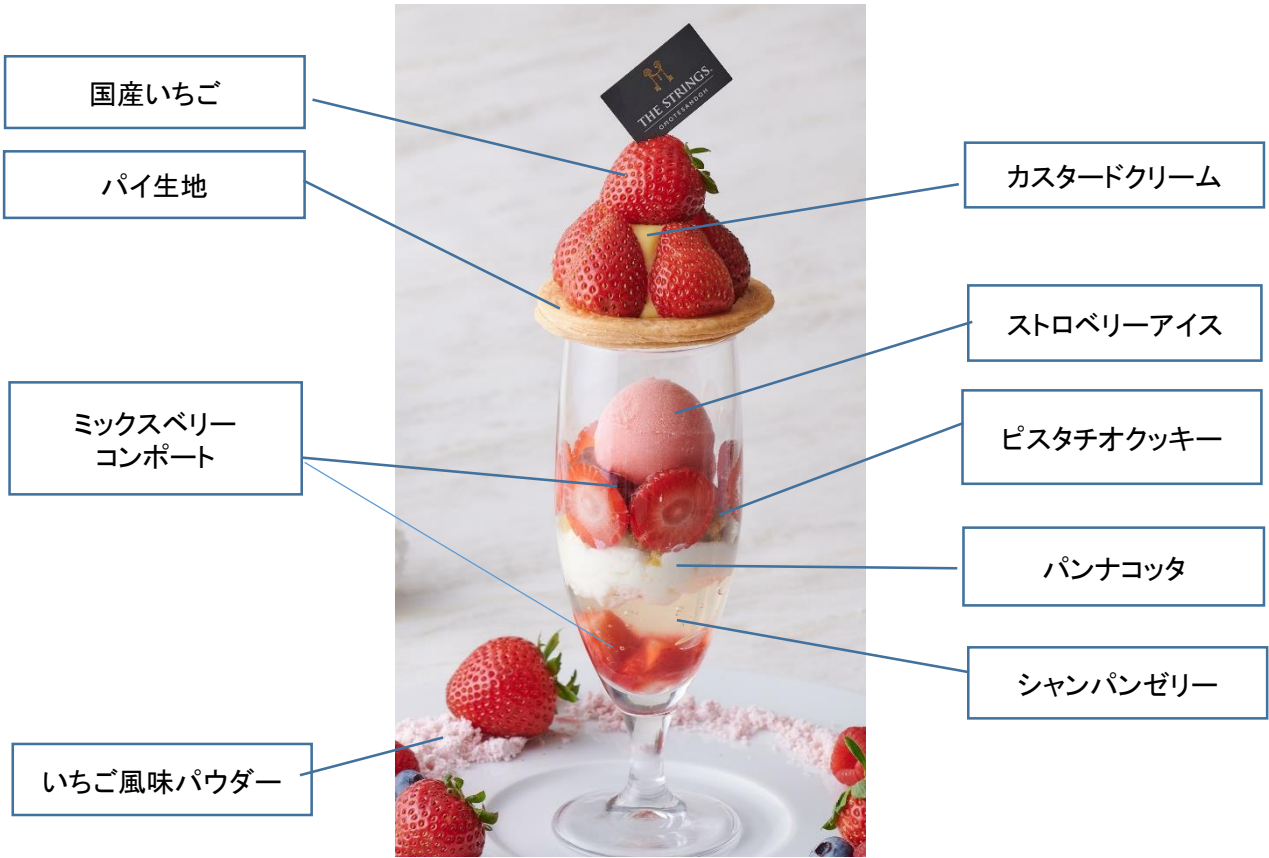 国産いちご
パイ生地
ミックスベリー
コンポート
いちご風味パウダー
THE STRINGS.
OMOTESANDOH
カスタードクリーム
ストロベリーアイス
ピスタチオクッキー
パンナコッタ
シャンパンゼリー